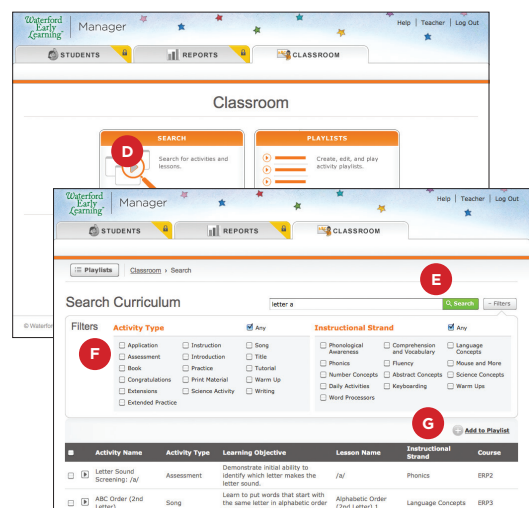 Waterford
Early
Learning
Manager
Help | Teacher | Log Out
STUDENTS
REPORTS
CLASSROOM
Classroom
SEARCH
Search for activities and
lessons.
D
PLAYLISTS
Create, edit, and play
activity playlists.
Waterford
Early
Learning
Manager
Help | Teacher | Log Out
STUDENTS
REPORTS
CLASSROOM
Playlists
Classroom › Search
E
Search Curriculum
letter a
Search
- Filters
© Waterfor
Filters
F
Activity Type
Any
Application
Assessment
Book
Congratulations
Extensions
Extended Practice
Instruction
Introduction
Practice
Print Material
Science Activity
Song
Title
Tutorial
Warm Up
Writing
Instructional Strand
Any
Phonological
Awareness
Phonics
Number Concepts
Daily Activities
Word Processors
Comprehension
and Vocabulary
Fluency
Abstract Concepts
Keyboarding
Language
Concepts
Mouse and More
Science Concepts
Warm Ups
G
Add to Playlist
Activity Name
Activity Type
Learning Objective
Lesson Name
Instructional
Strand
Course
Letter Sound
Screening: /a/
Assessment
Demonstrate initial ability to
identify which letter makes the
letter sound.
/a/
Phonics
ERP2
ABC Order (2nd
Letter)
Song
Learn to put words that start with
the same letter in alphabetic order
Alphabetic Order
(2nd Letter) 1
Language Concepts
ERP3